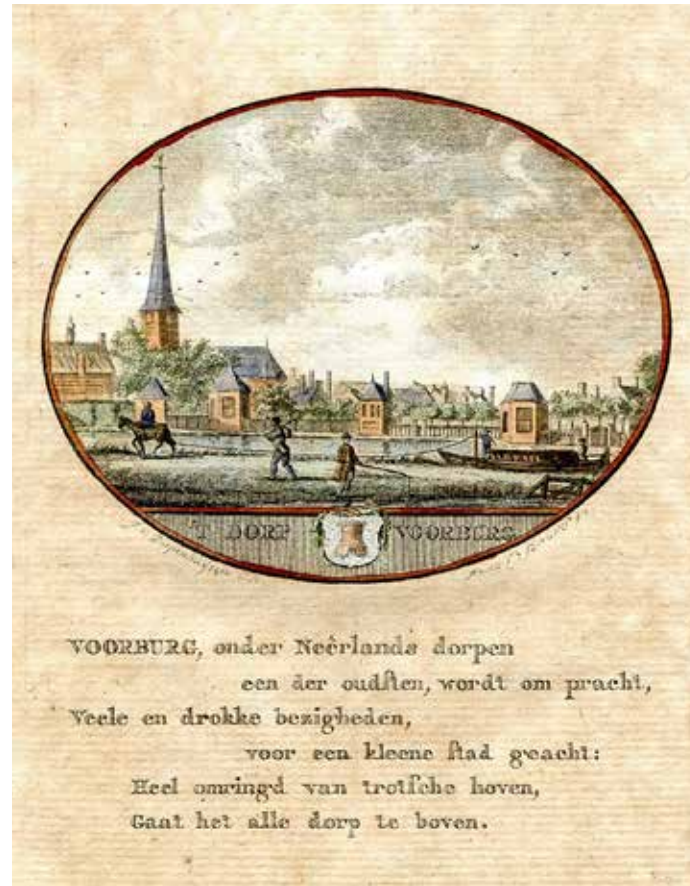 'T DORP VOORBURG
VOORBURG, onder Neêrlands dorpen
een der oudſten, wordt om pracht,
Veele en drokke bezigheden,
voor een kleene ſtad geacht:
Heel omringd van trotſche hoven,
Gaat het alle dorp te boven.